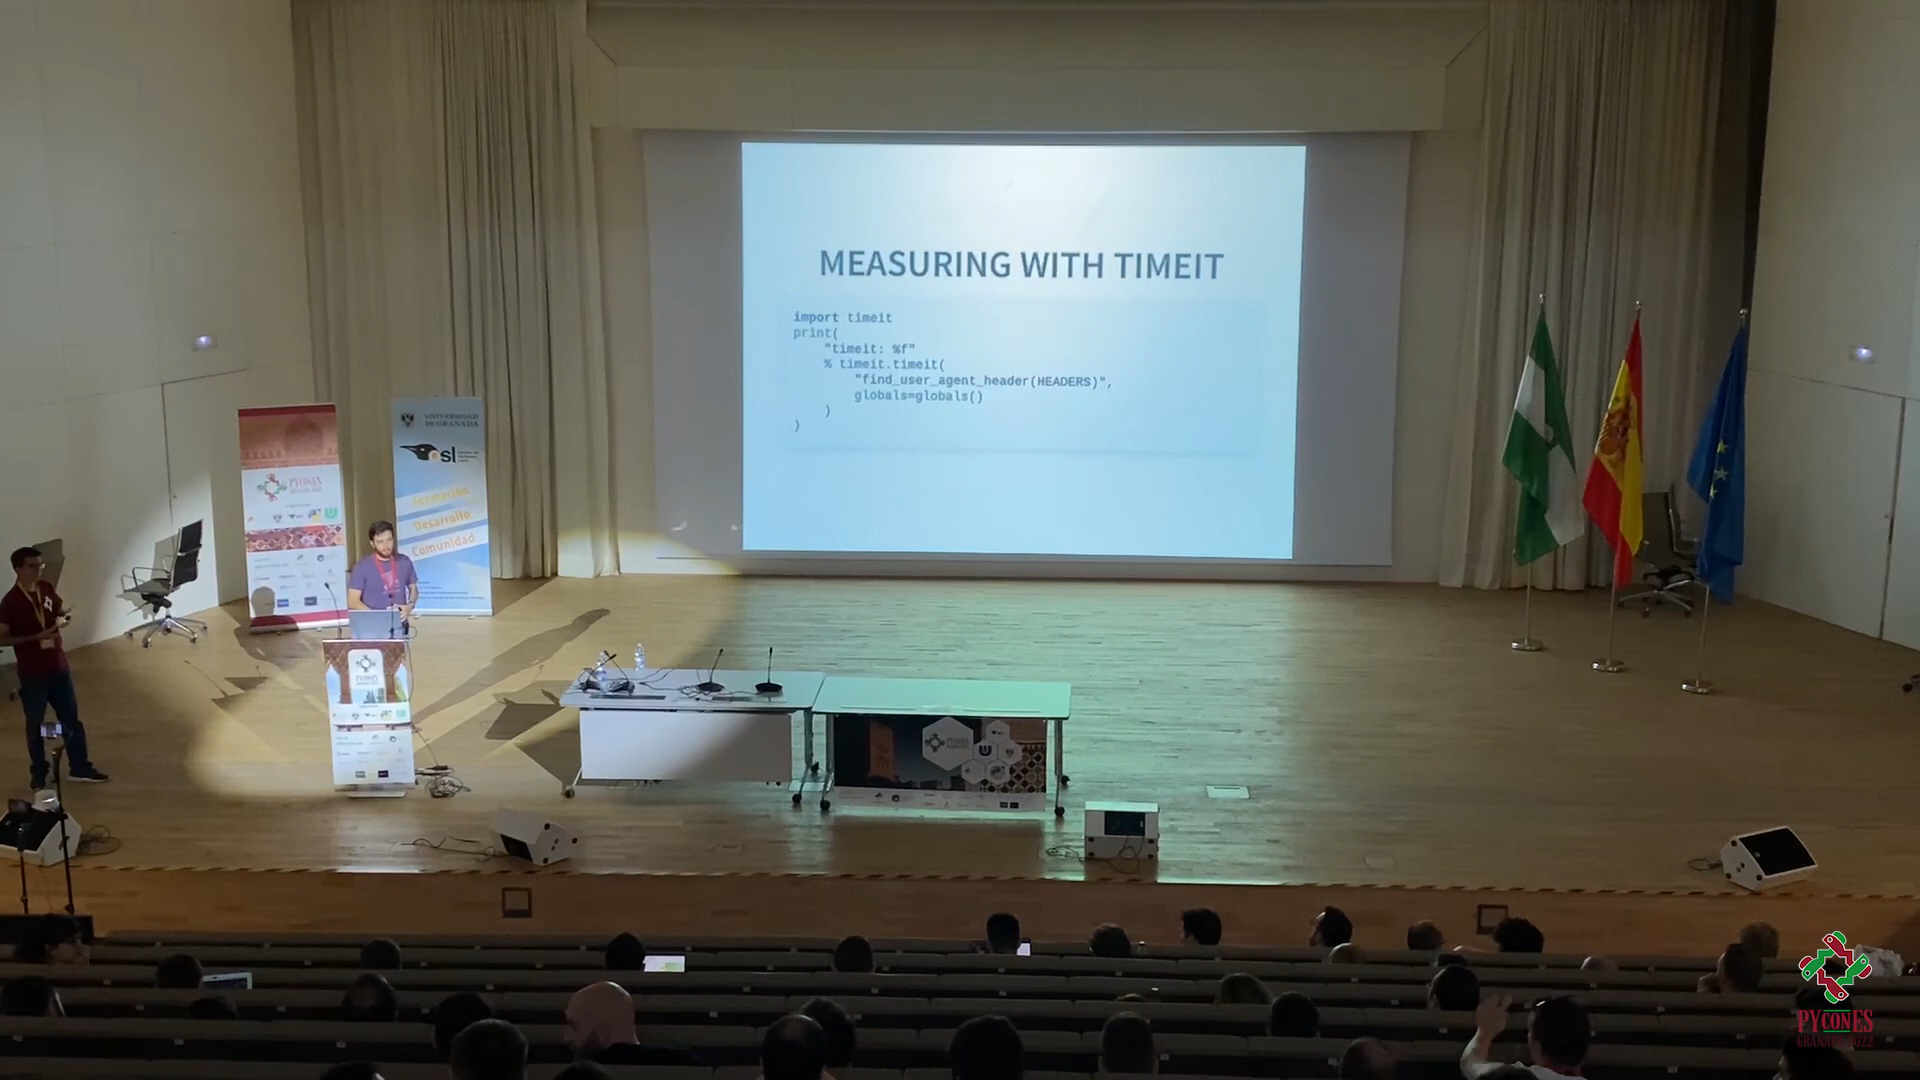 MEASURING WITH TIMEIT
import timeit
print(
    "timeit: %f"
    % timeit.timeit(
        "find_user_agent_header(HEADERS)",
        globals=globals()
    )
)
UNIVERSIDAD
DE GRANADA
osl
Formación
Desarrollo
Comunidad
PYCONES
PYCONES
GRANADA 2022